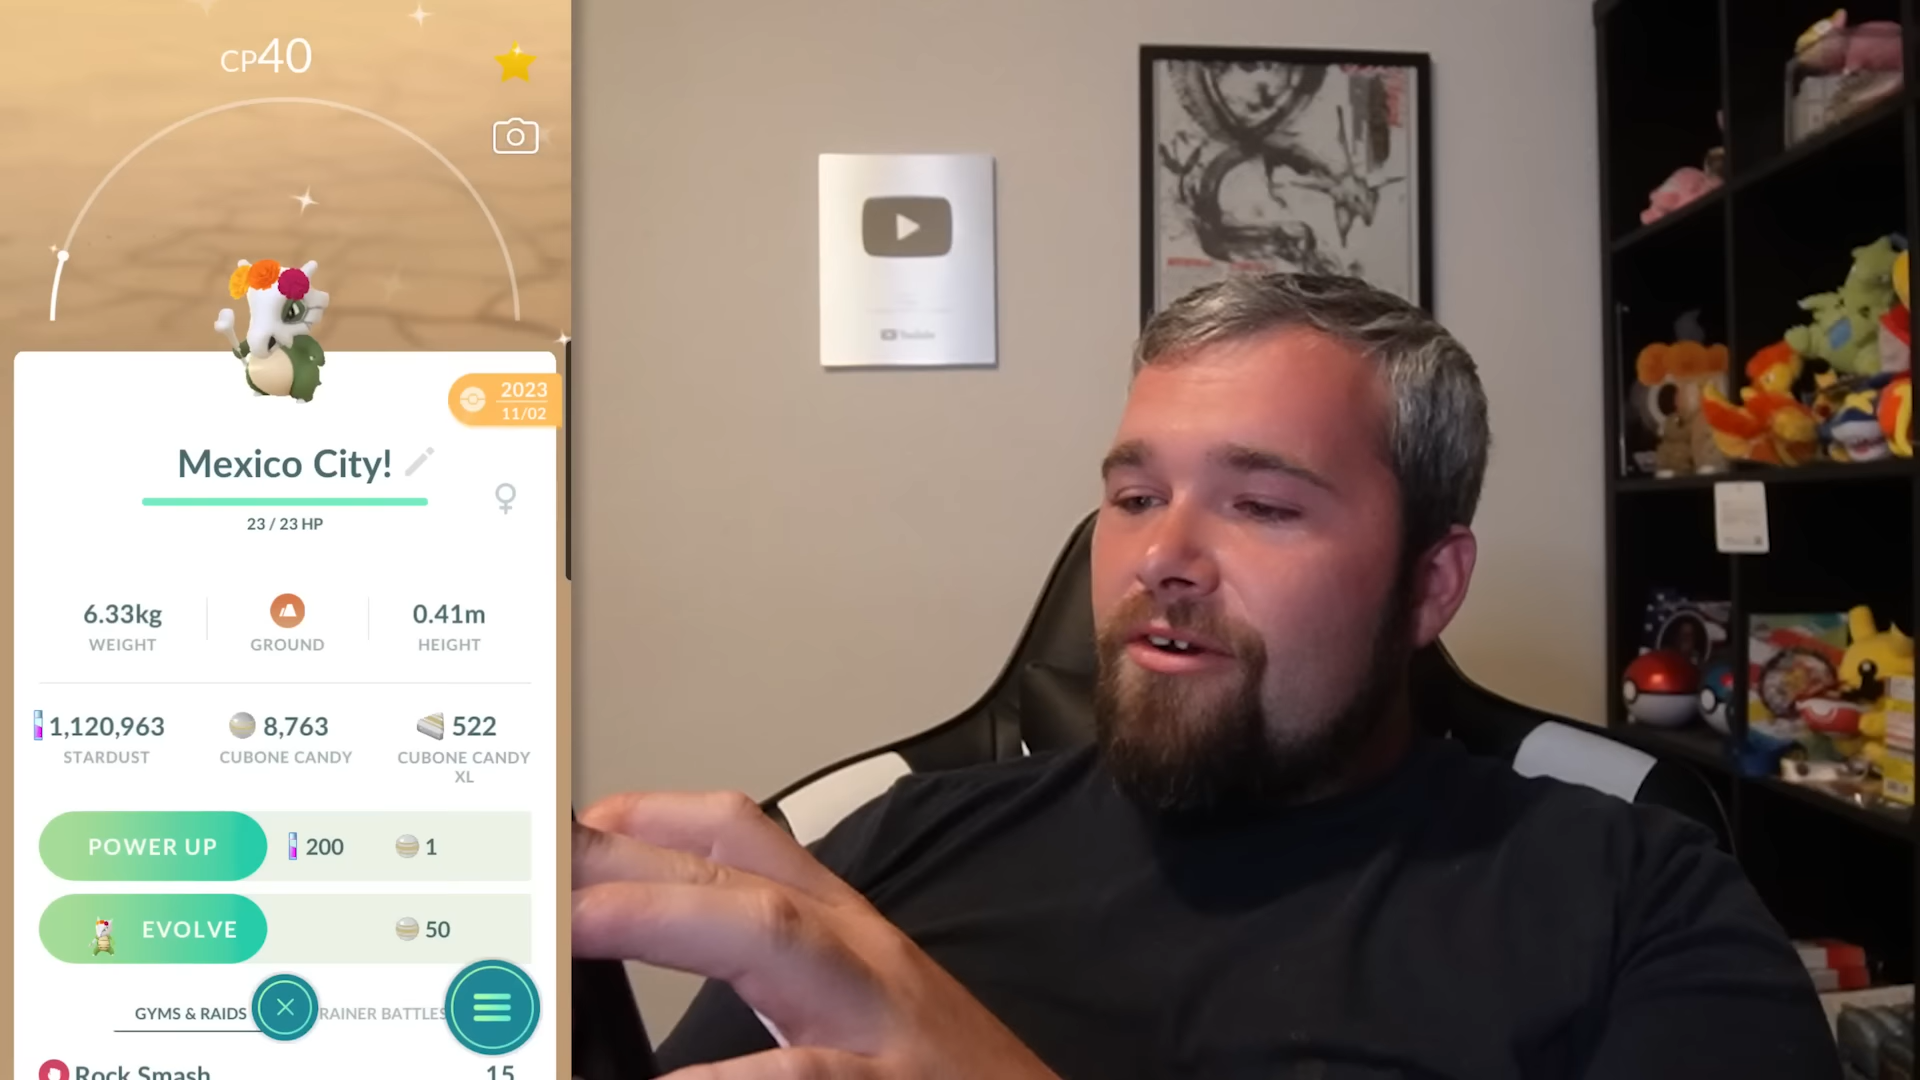 CP40
2023
11/02
Mexico City!
23 / 23 HP
6.33kg
WEIGHT
GROUND
0.41m
HEIGHT
1,120,963
STARDUST
8,763
CUBONE CANDY
522
CUBONE CANDY
XL
POWER UP
200
1
EVOLVE
50
GYMS & RAIDS
RAINER BATTLES
Rock Smash
15
YouTube